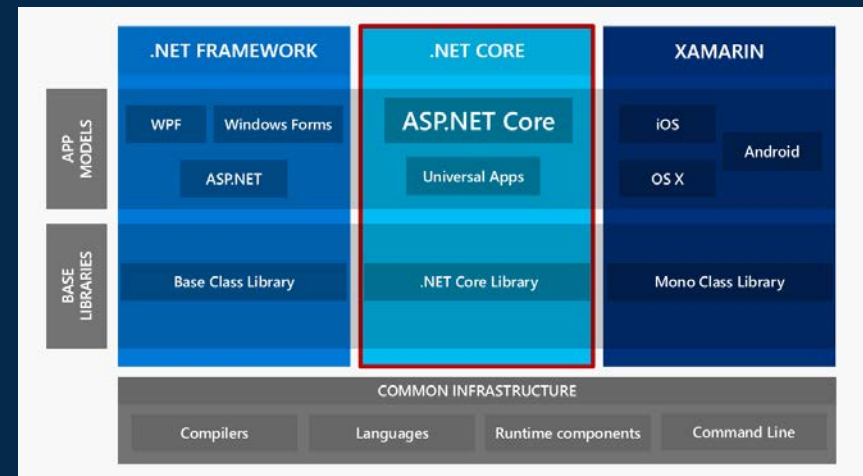 .NET FRAMEWORK
.NET CORE
XAMARIN
APP
MODELS
WPF
Windows Forms
ASP.NET
ASP.NET Core
Universal Apps
iOS
Android
OS X
BASE
LIBRARIES
Base Class Library
.NET Core Library
Mono Class Library
COMMON INFRASTRUCTURE
Compilers
Languages
Runtime components
Command Line